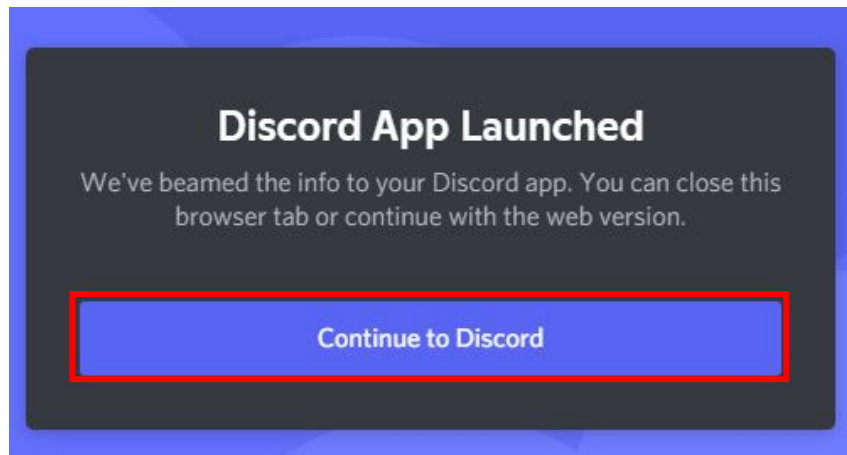 Discord App Launched
We've beamed the info to your Discord app. You can close this
browser tab or continue with the web version.
Continue to Discord